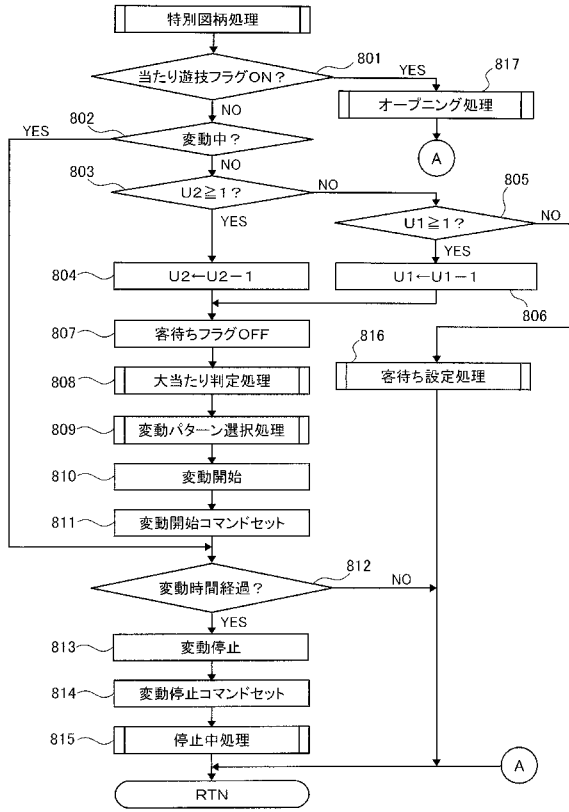 特別図柄処理
801
当たり遊技フラグON？
YES
817
オープニング処理
NO
A
802
YES
変動中？
NO
803
U2≧1？
NO
805
U1≧1？
NO
YES
YES
804
U2←U2−1
U1←U1−1
806
807
客待ちフラグOFF
816
客待ち設定処理
808
大当たり判定処理
809
変動パターン選択処理
810
変動開始
811
変動開始コマンドセット
812
変動時間経過？
NO
YES
813
変動停止
814
変動停止コマンドセット
815
停止中処理
A
RTN